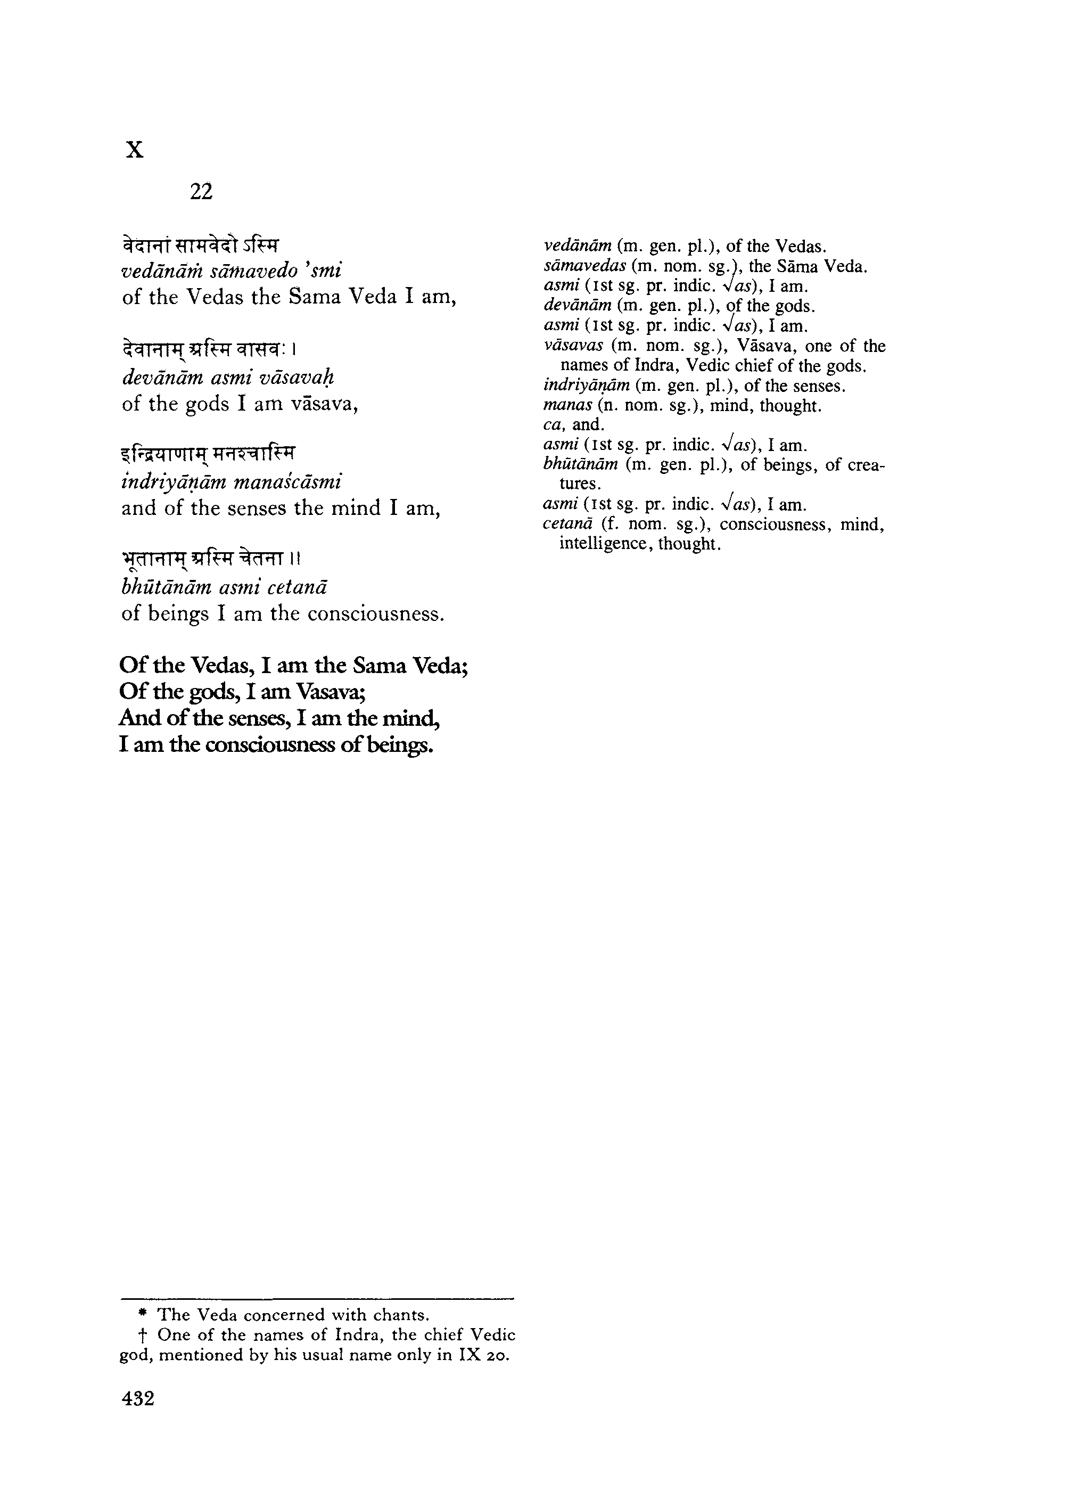 X
22
वेदानां सामवेदो ऽस्मि
vedānāṁ sāmavedo 'smi
of the Vedas the Sama Veda I am,
देवानाम् अस्मि वासवः ।
devānām asmi vāsavaḥ
of the gods I am vāsava,
इन्द्रियाणाम् मनश्चास्मि
indriyāṇām manaścāsmi
and of the senses the mind I am,
भूतानाम् अस्मि चेतना ॥
bhūtānām asmi cetanā
of beings I am the consciousness.
Of the Vedas, I am the Sama Veda;
Of the gods, I am Vasava;
And of the senses, I am the mind,
I am the consciousness of beings.
vedānām (m. gen. pl.), of the Vedas.
sāmavedas (m. nom. sg.), the Sāma Veda.
asmi (1st sg. pr. indic. √as), I am.
devānām (m. gen. pl.), of the gods.
asmi (1st sg. pr. indic. √as), I am.
vāsavas (m. nom. sg.), Vāsava, one of the
names of Indra, Vedic chief of the gods.
indriyāṇām (m. gen. pl.), of the senses.
manas (n. nom. sg.), mind, thought.
ca, and.
asmi (1st sg. pr. indic. √as), I am.
bhūtānām (m. gen. pl.), of beings, of crea-
tures.
asmi (1st sg. pr. indic. √as), I am.
cetanā (f. nom. sg.), consciousness, mind,
intelligence, thought.
* The Veda concerned with chants.
† One of the names of Indra, the chief Vedic
god, mentioned by his usual name only in IX 20.
432